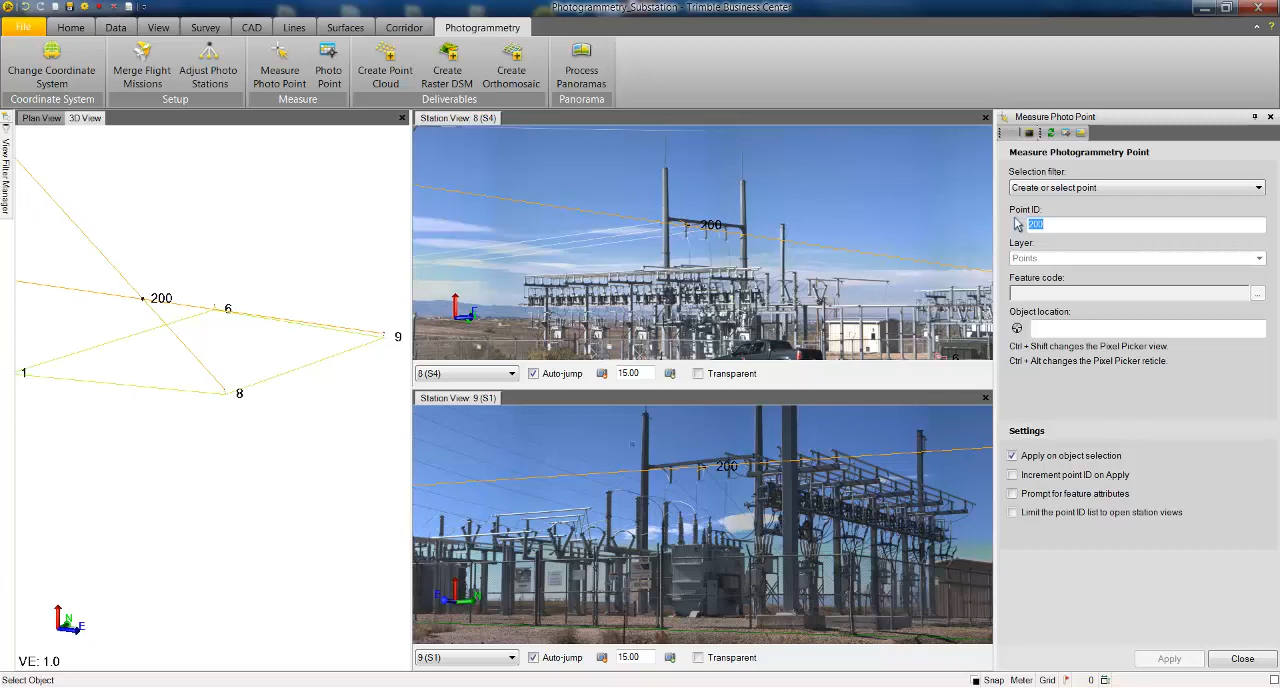 Photogrammetry_Substation - Trimble Business Center
File Home Data View Survey CAD Lines Surfaces Corridor Photogrammetry
Change Coordinate System
Merge Flight Missions
Adjust Photo Stations
Measure Photo Point
Photo Point
Create Point Cloud
Create Raster DSM
Create Orthomosaic
Process Panoramas
Coordinate System Setup Measure Deliverables Panorama
View Filter Manager
Plan View 3D View
200
6
9
1
8
N
E
VE: 1.0
Station View: 8 (S4)
200
6
8 (S4) Auto-jump 15.00 Transparent
Station View: 9 (S1)
200
9 (S1) Auto-jump 15.00 Transparent
Measure Photo Point
Measure Photogrammetry Point
Selection filter:
Create or select point
Point ID:
200
Layer:
Points
Feature code:
...
Object location:
Ctrl + Shift changes the Pixel Picker view.
Ctrl + Alt changes the Pixel Picker reticle.
Settings
Apply on object selection
Increment point ID on Apply
Prompt for feature attributes
Limit the point ID list to open station views
Apply Close
Select Object Snap Meter Grid 0